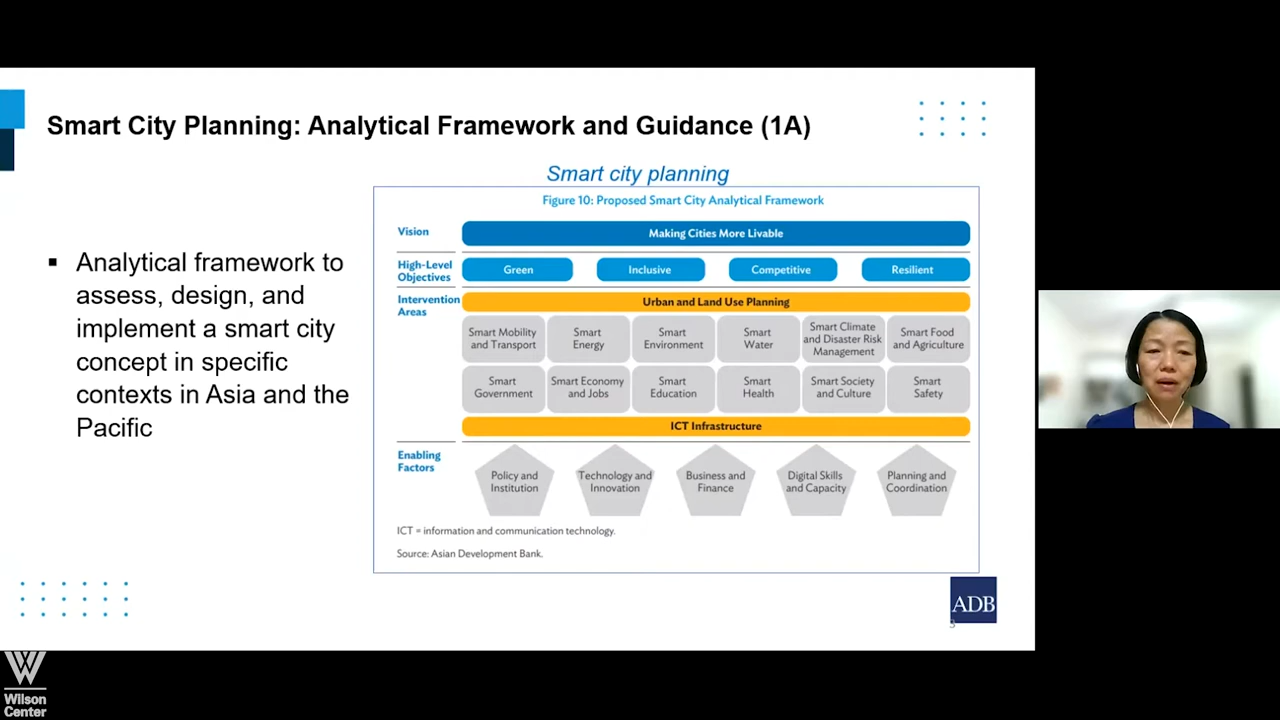 Smart City Planning: Analytical Framework and Guidance (1A)
Smart city planning
▪ Analytical framework to
assess, design, and
implement a smart city
concept in specific
contexts in Asia and the
Pacific
Figure 10: Proposed Smart City Analytical Framework
Vision
Making Cities More Livable
High-Level
Objectives
Green
Inclusive
Competitive
Resilient
Intervention
Areas
Urban and Land Use Planning
Smart Mobility
and Transport
Smart
Energy
Smart
Environment
Smart
Water
Smart Climate
and Disaster Risk
Management
Smart Food
and Agriculture
Smart
Government
Smart Economy
and Jobs
Smart
Education
Smart
Health
Smart Society
and Culture
Smart
Safety
ICT Infrastructure
Enabling
Factors
Policy and
Institution
Technology and
Innovation
Business and
Finance
Digital Skills
and Capacity
Planning and
Coordination
ICT = information and communication technology.
Source: Asian Development Bank.
ADB
3
W
Wilson
Center